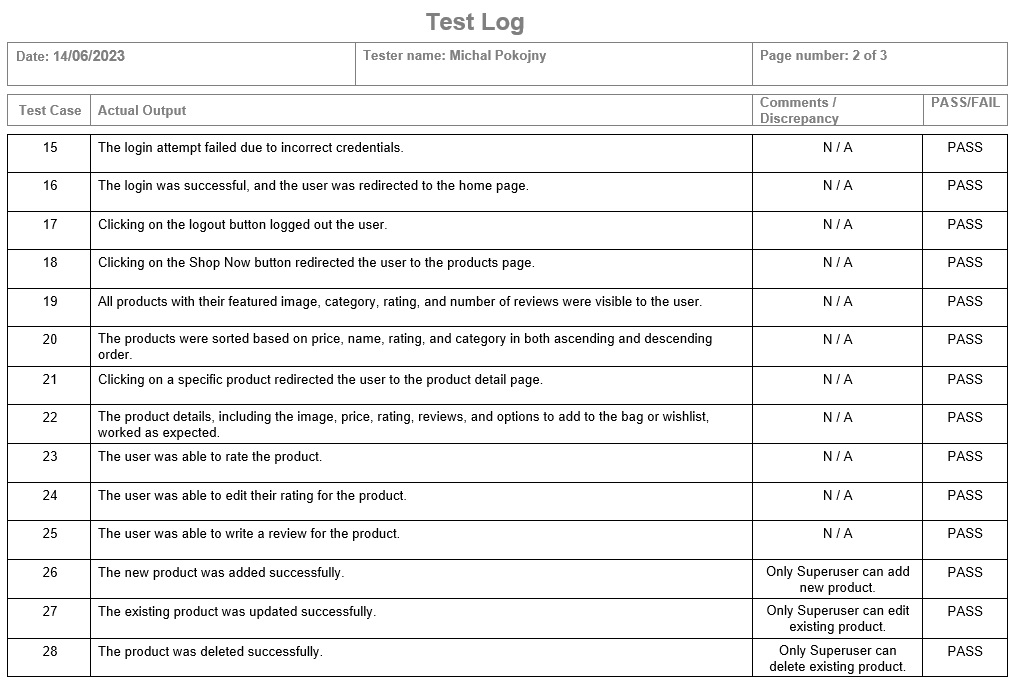 Test Log
Date: 14/06/2023 Tester name: Michal Pokojny Page number: 2 of 3
Test Case Actual Output Comments / Discrepancy PASS/FAIL
15 The login attempt failed due to incorrect credentials. N / A PASS
16 The login was successful, and the user was redirected to the home page. N / A PASS
17 Clicking on the logout button logged out the user. N / A PASS
18 Clicking on the Shop Now button redirected the user to the products page. N / A PASS
19 All products with their featured image, category, rating, and number of reviews were visible to the user. N / A PASS
20 The products were sorted based on price, name, rating, and category in both ascending and descending N / A PASS
order.
21 Clicking on a specific product redirected the user to the product detail page. N / A PASS
22 The product details, including the image, price, rating, reviews, and options to add to the bag or wishlist, N / A PASS
worked as expected.
23 The user was able to rate the product. N / A PASS
24 The user was able to edit their rating for the product. N / A PASS
25 The user was able to write a review for the product. N / A PASS
26 The new product was added successfully. Only Superuser can add PASS
new product.
27 The existing product was updated successfully. Only Superuser can edit PASS
existing product.
28 The product was deleted successfully. Only Superuser can PASS
delete existing product.